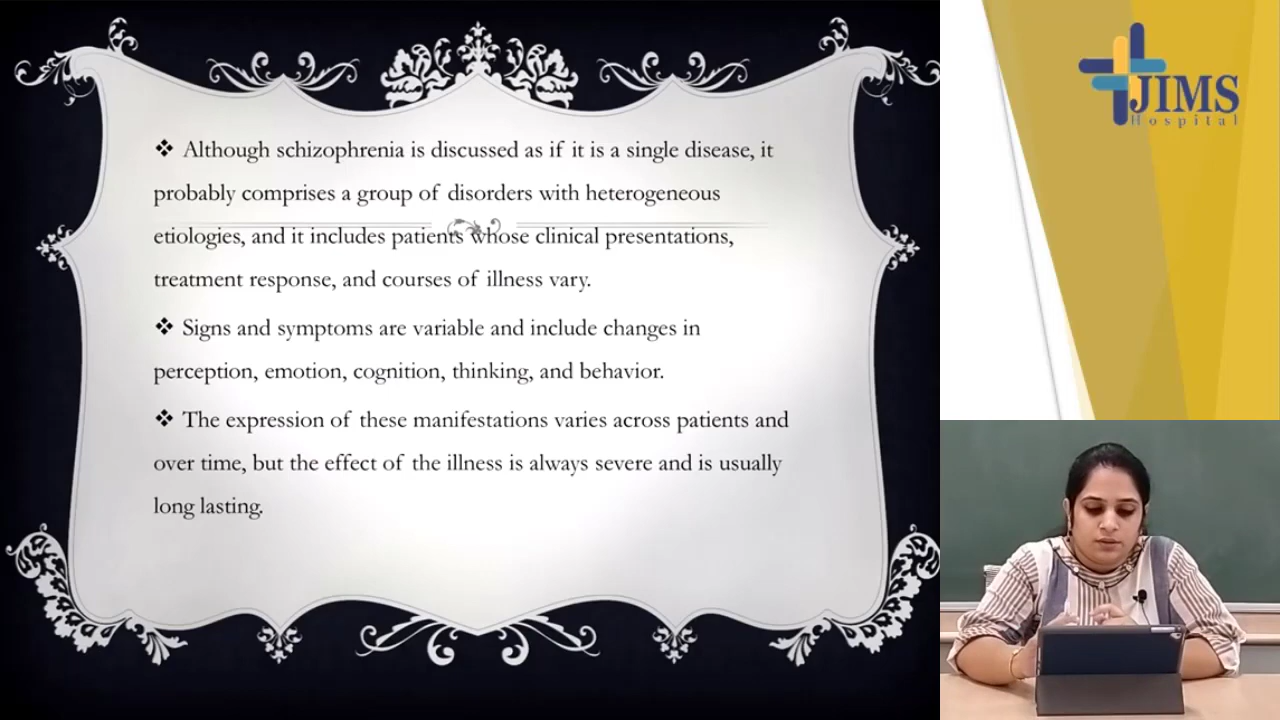 ❖ Although schizophrenia is discussed as if it is a single disease, it
probably comprises a group of disorders with heterogeneous
etiologies, and it includes patients whose clinical presentations,
treatment response, and courses of illness vary.
❖ Signs and symptoms are variable and include changes in
perception, emotion, cognition, thinking, and behavior.
❖ The expression of these manifestations varies across patients and
over time, but the effect of the illness is always severe and is usually
long lasting.
JIMS
Hospital